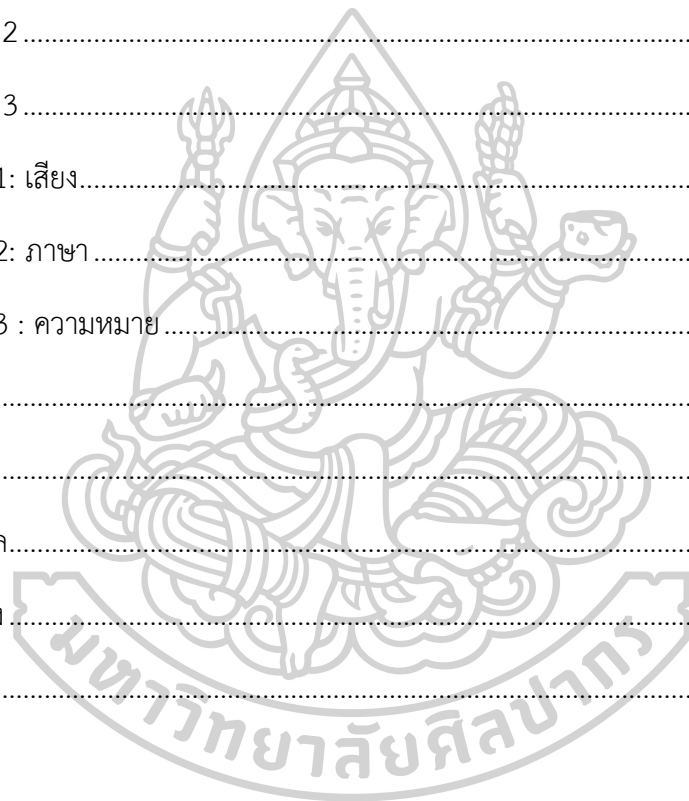 2
3
1: เสียง
2: ภาษา
3 : ความหมาย
ง
มหาวิทยาลัยศิลปากร